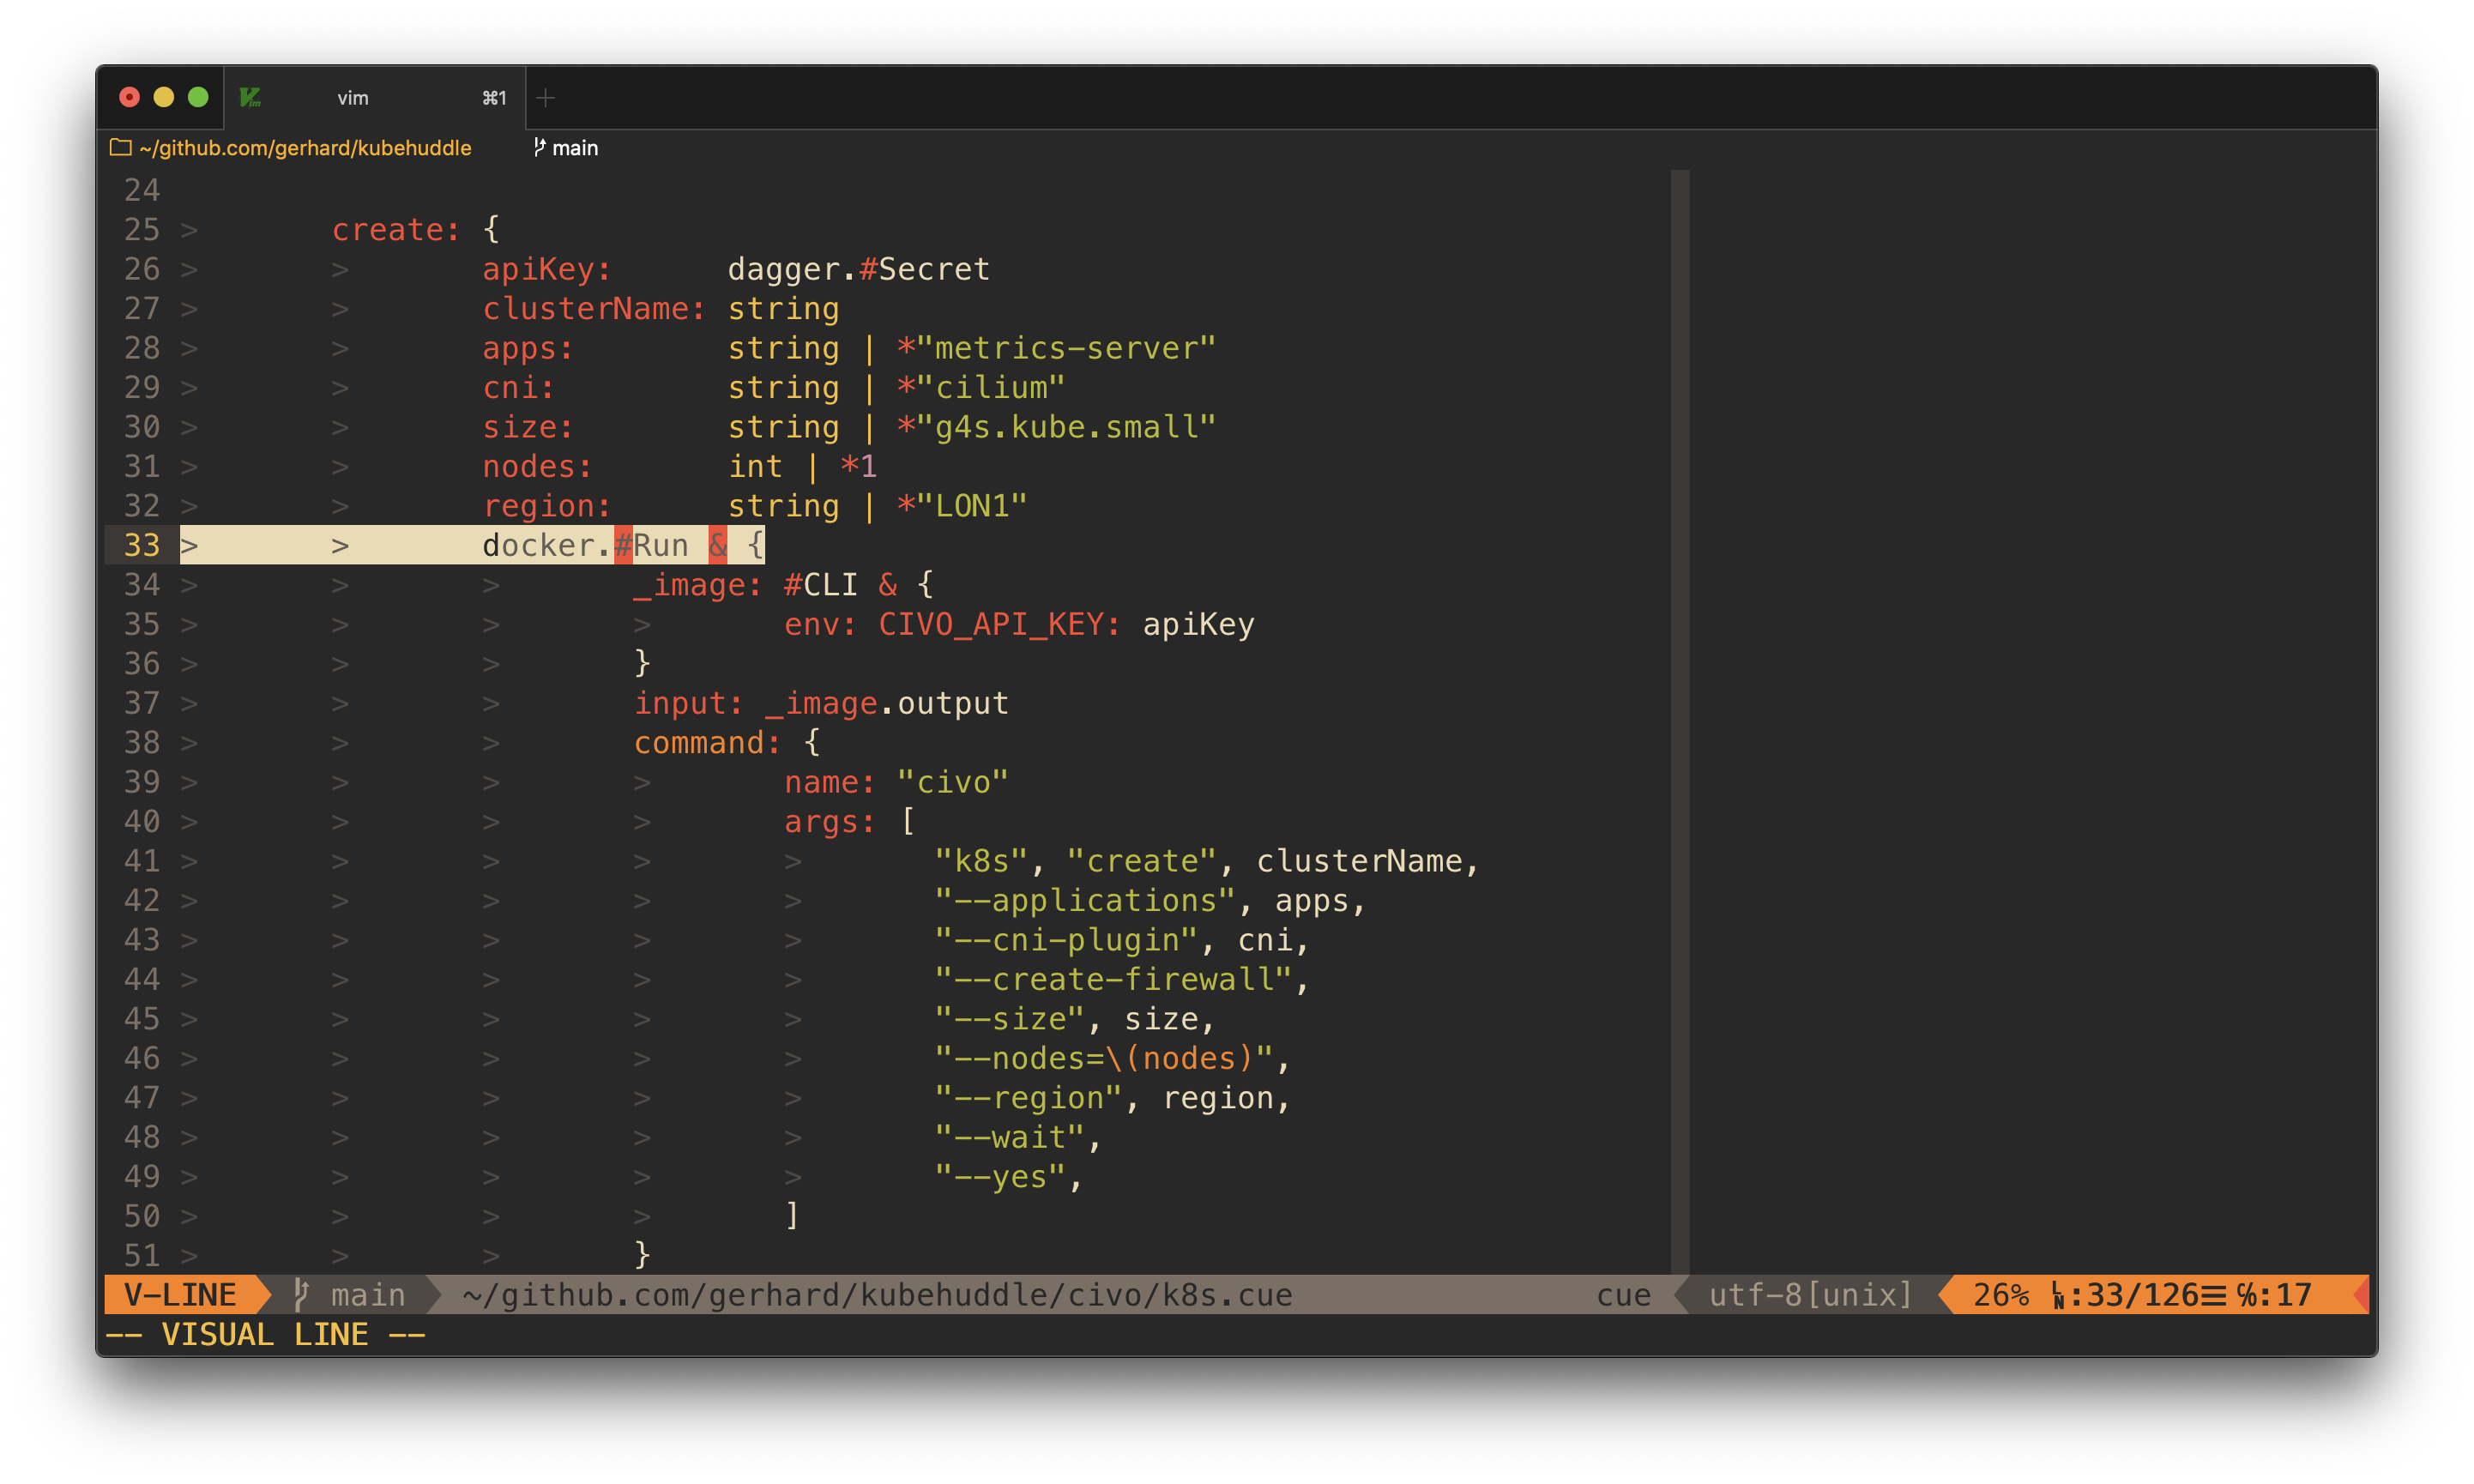 vim ⌘1 +
~/github.com/gerhard/kubehuddle main
24
25 > create: {
26 > > apiKey: dagger.#Secret
27 > > clusterName: string
28 > > apps: string | *"metrics-server"
29 > > cni: string | *"cilium"
30 > > size: string | *"g4s.kube.small"
31 > > nodes: int | *1
32 > > region: string | *"LON1"
33 > > docker.#Run & {
34 > > > _image: #CLI & {
35 > > > > env: CIVO_API_KEY: apiKey
36 > > > }
37 > > > input: _image.output
38 > > > command: {
39 > > > > name: "civo"
40 > > > > args: [
41 > > > > > "k8s", "create", clusterName,
42 > > > > > "--applications", apps,
43 > > > > > "--cni-plugin", cni,
44 > > > > > "--create-firewall",
45 > > > > > "--size", size,
46 > > > > > "--nodes=\(nodes)",
47 > > > > > "--region", region,
48 > > > > > "--wait",
49 > > > > > "--yes",
50 > > > > ]
51 > > > }
V-LINE main ~/github.com/gerhard/kubehuddle/civo/k8s.cue cue utf-8[unix] 26% LN:33/126☰℅:17
-- VISUAL LINE --